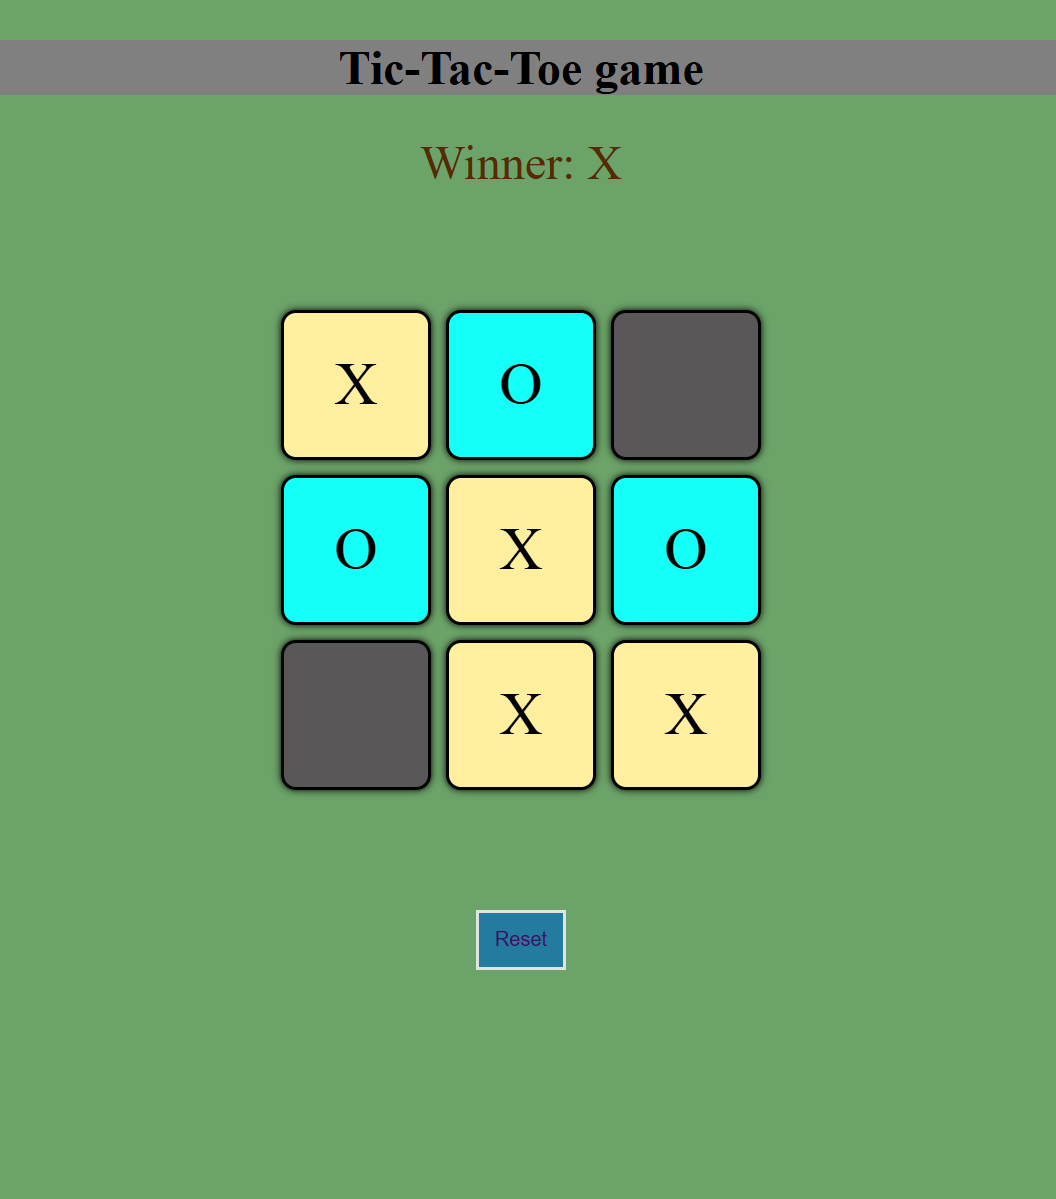 Tic-Tac-Toe game
Winner: X
X O
O X O
X X
Reset